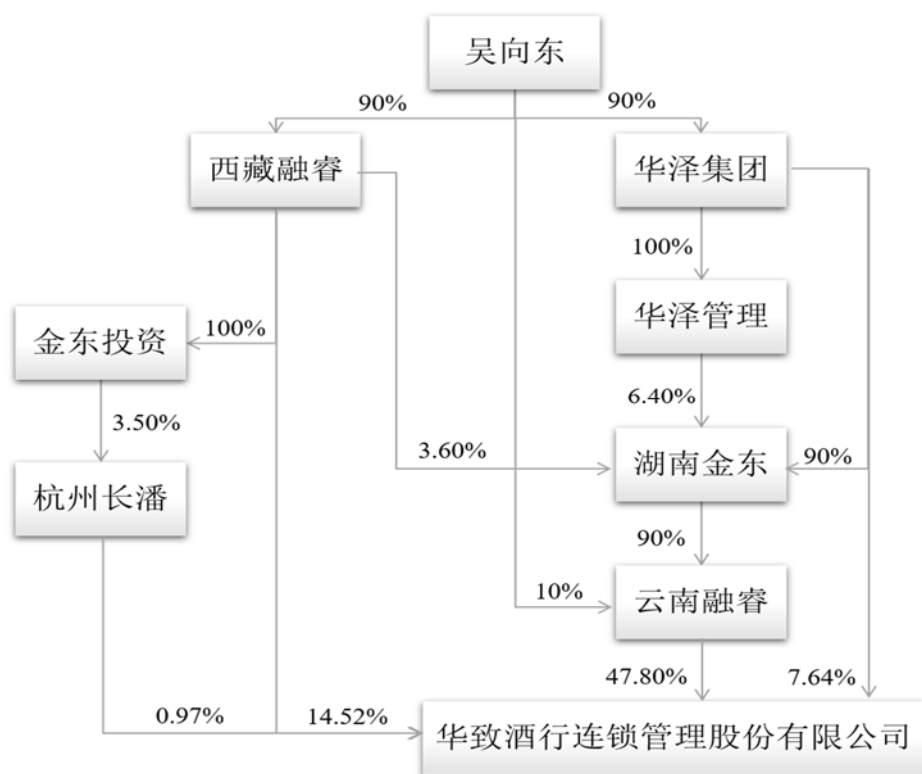 吴向东
90%
90%
西藏融睿
华泽集团
100%
华泽管理
金东投资
100%
6.40%
3.50%
3.60%
湖南金东
90%
杭州长潘
90%
10%
云南融睿
47.80%
7.64%
0.97%
14.52%
华致酒行连锁管理股份有限公司